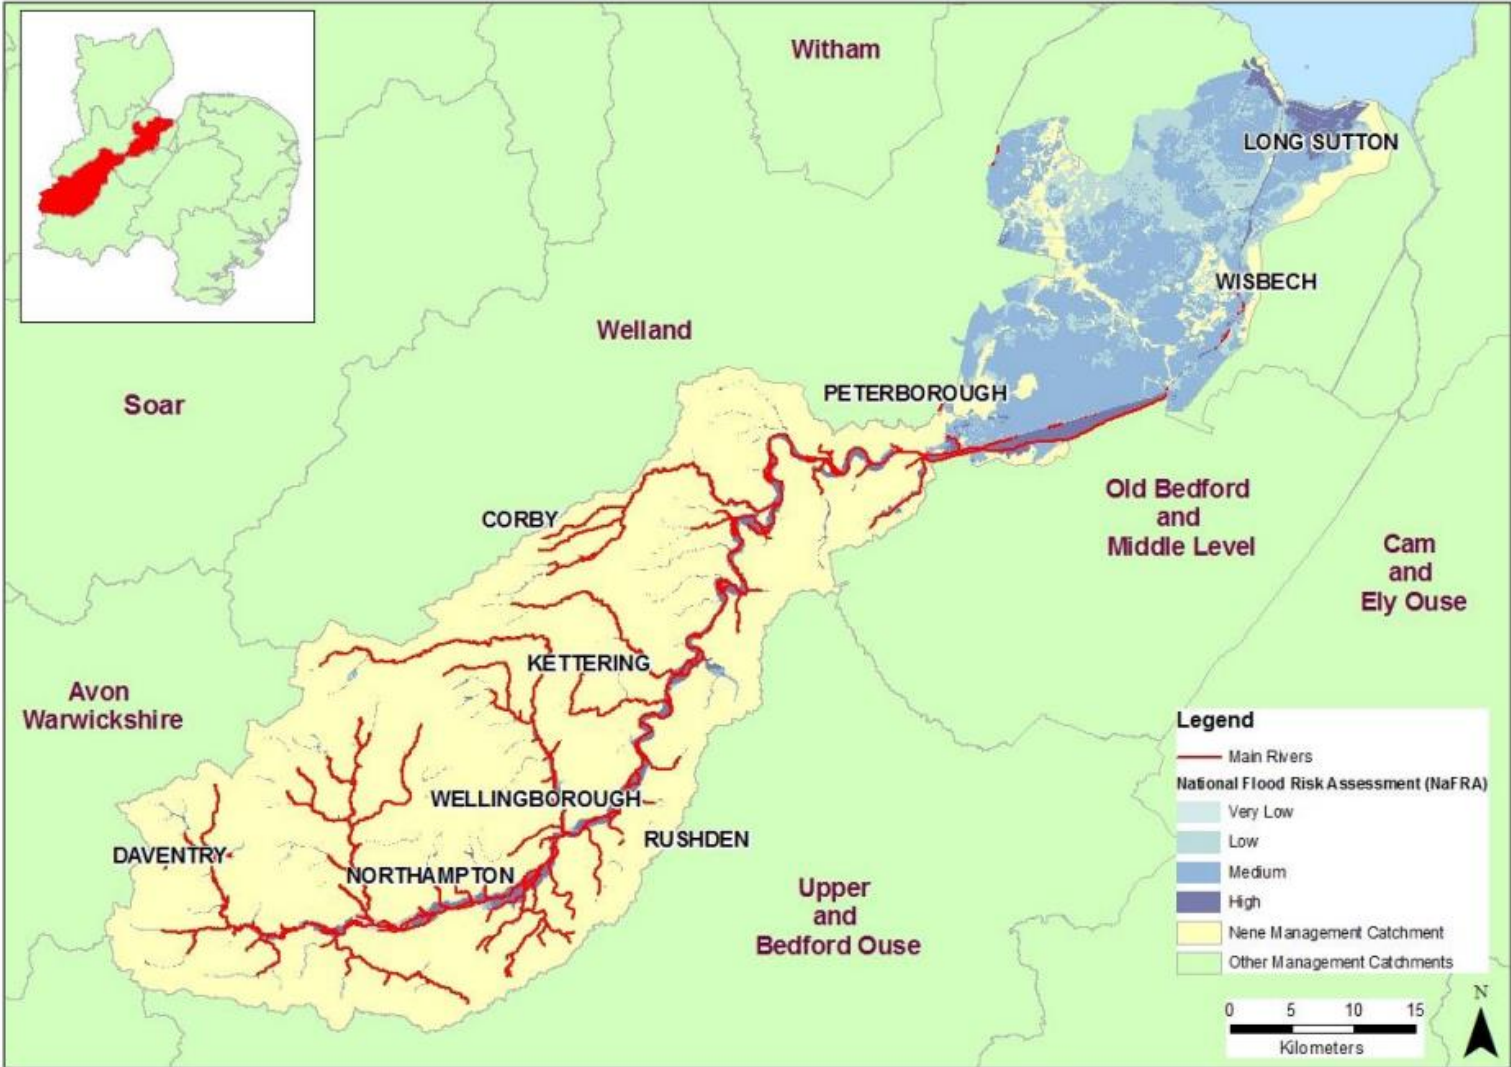 Witham
LONG SUTTON
WISBECH
Welland
PETERBOROUGH
Soar
CORBY
Old Bedford
and
Middle Level
Cam
and
Ely Ouse
KETTERING
Avon
Warwickshire
WELLINGBOROUGH
RUSHDEN
DAVENTRY
NORTHAMPTON
Upper
and
Bedford Ouse
Legend
Main Rivers
National Flood Risk Assessment (NaFRA)
Very Low
Low
Medium
High
Nene Management Catchment
Other Management Catchments
N
0 5 10 15
Kilometers